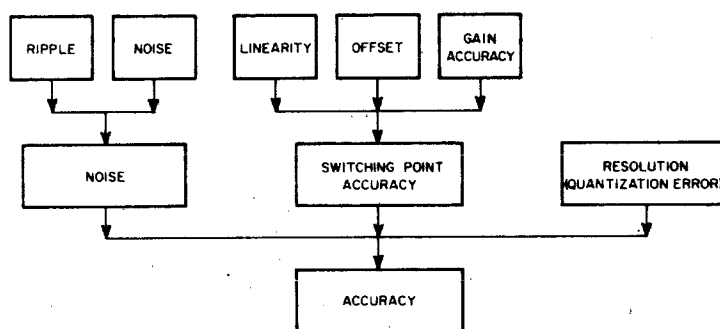 RIPPLE
NOISE
LINEARITY
OFFSET
GAIN
ACCURACY
NOISE
SWITCHING POINT
ACCURACY
RESOLUTION
(QUANTIZATION ERROR)
ACCURACY